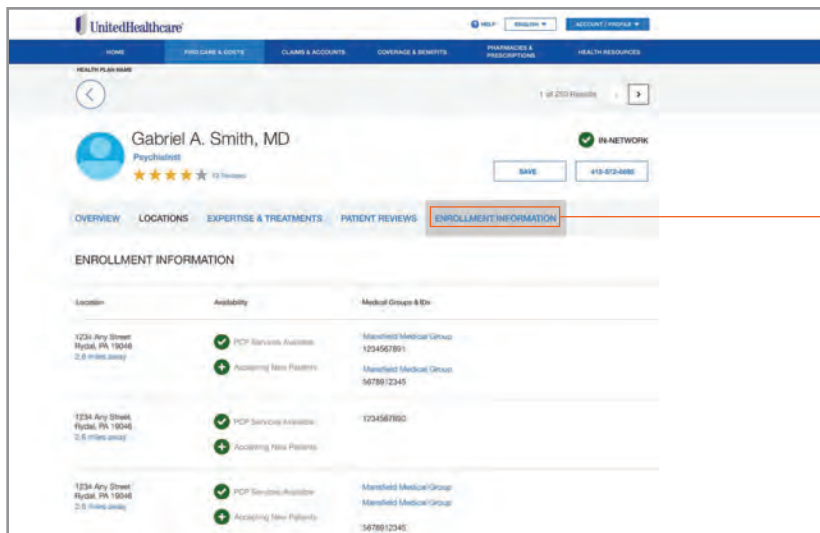 UnitedHealthcare
HELP ENGLISH ACCOUNT / PROFILE
HOME FIND CARE & COSTS CLAIMS & ACCOUNTS COVERAGE & BENEFITS PHARMACIES & PRESCRIPTIONS HEALTH RESOURCES
HEALTH PLAN NAME
1 of 250 Results
Gabriel A. Smith, MD
IN-NETWORK
Psychiatrist
Reviews
SAVE
OVERVIEW LOCATIONS EXPERTISE & TREATMENTS PATIENT REVIEWS ENROLLMENT INFORMATION
ENROLLMENT INFORMATION
Location Availability Medical Groups & IDs
1234 Any Street PCP Services Available Mansfield Medical Group
Rydal, PA 19046 1234567891
2.6 miles away Accepting New Patients Mansfield Medical Group
5678912345
1234 Any Street PCP Services Available 1234567890
Rydal, PA 19046
2.6 miles away Accepting New Patients
1234 Any Street PCP Services Available Mansfield Medical Group
Rydal, PA 19046 Mansfield Medical Group
2.6 miles away Accepting New Patients
5678912345